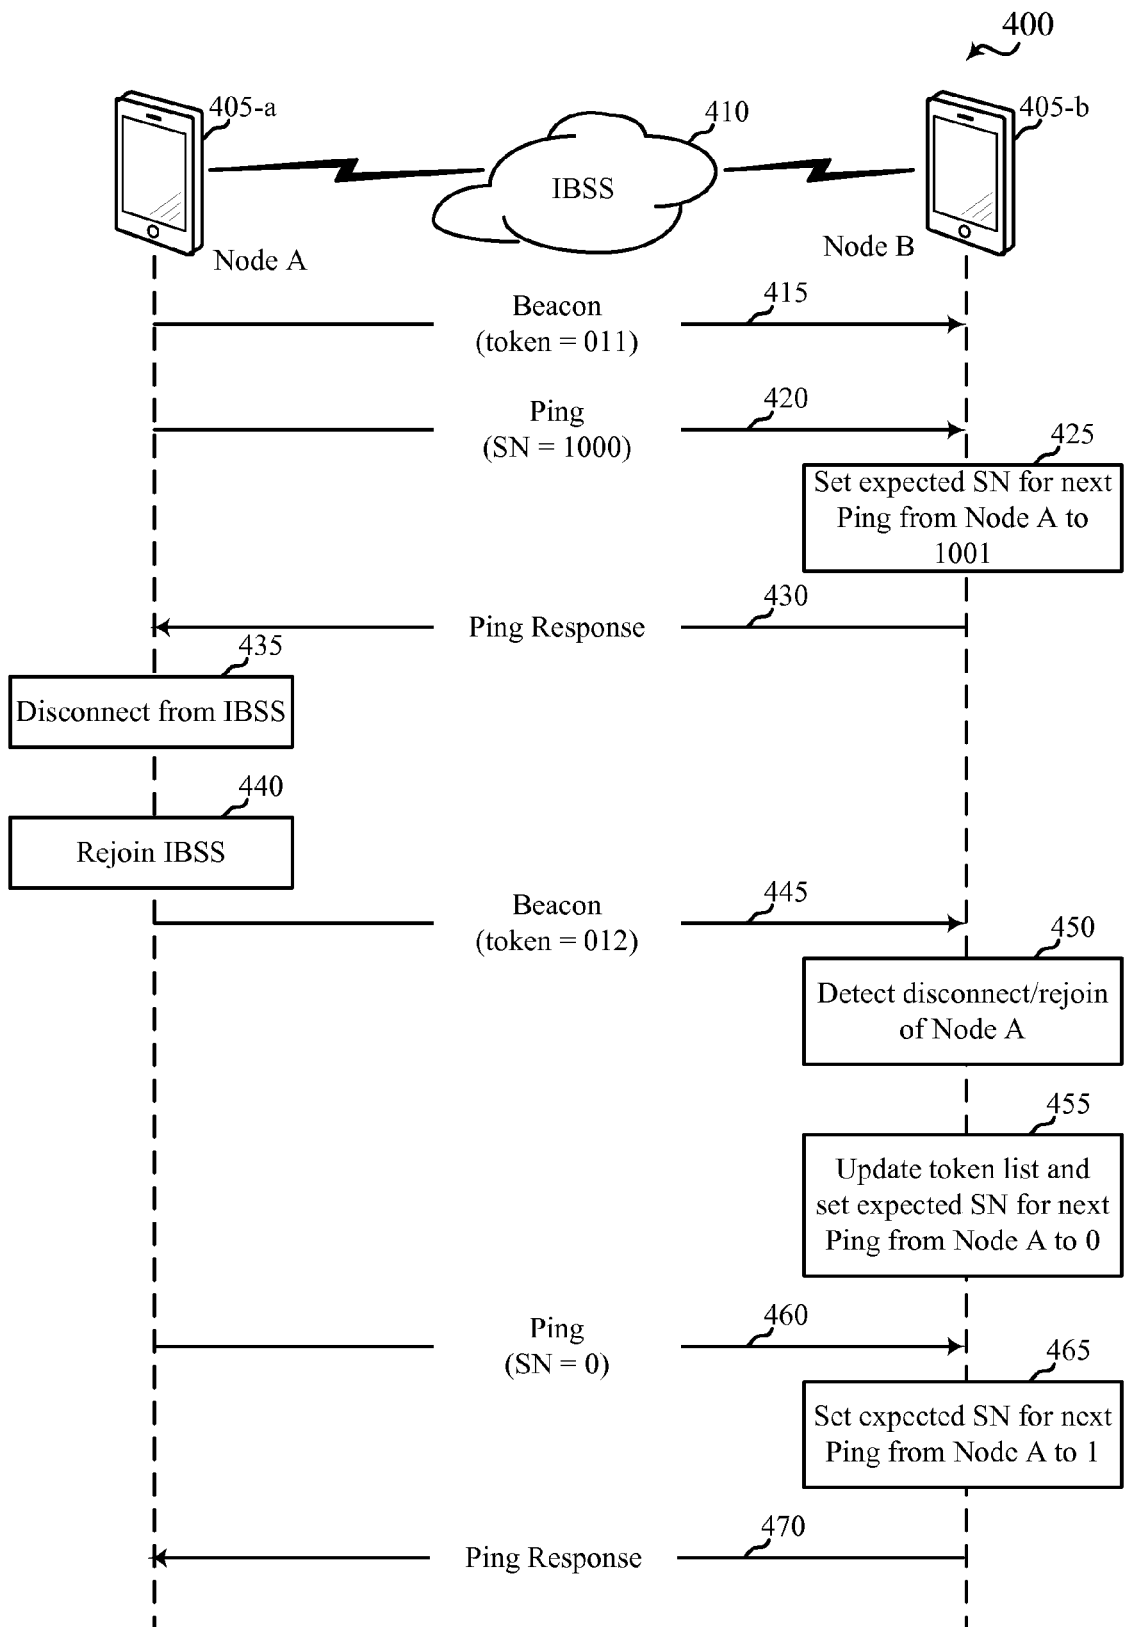 400
405-a
410
405-b
IBSS
Node A
Node B
Beacon
(token = 011)
415
Ping
(SN = 1000)
420
425
Set expected SN for next
Ping from Node A to
1001
Ping Response
430
435
Disconnect from IBSS
440
Rejoin IBSS
Beacon
(token = 012)
445
450
Detect disconnect/rejoin
of Node A
455
Update token list and
set expected SN for next
Ping from Node A to 0
Ping
(SN = 0)
460
465
Set expected SN for next
Ping from Node A to 1
Ping Response
470